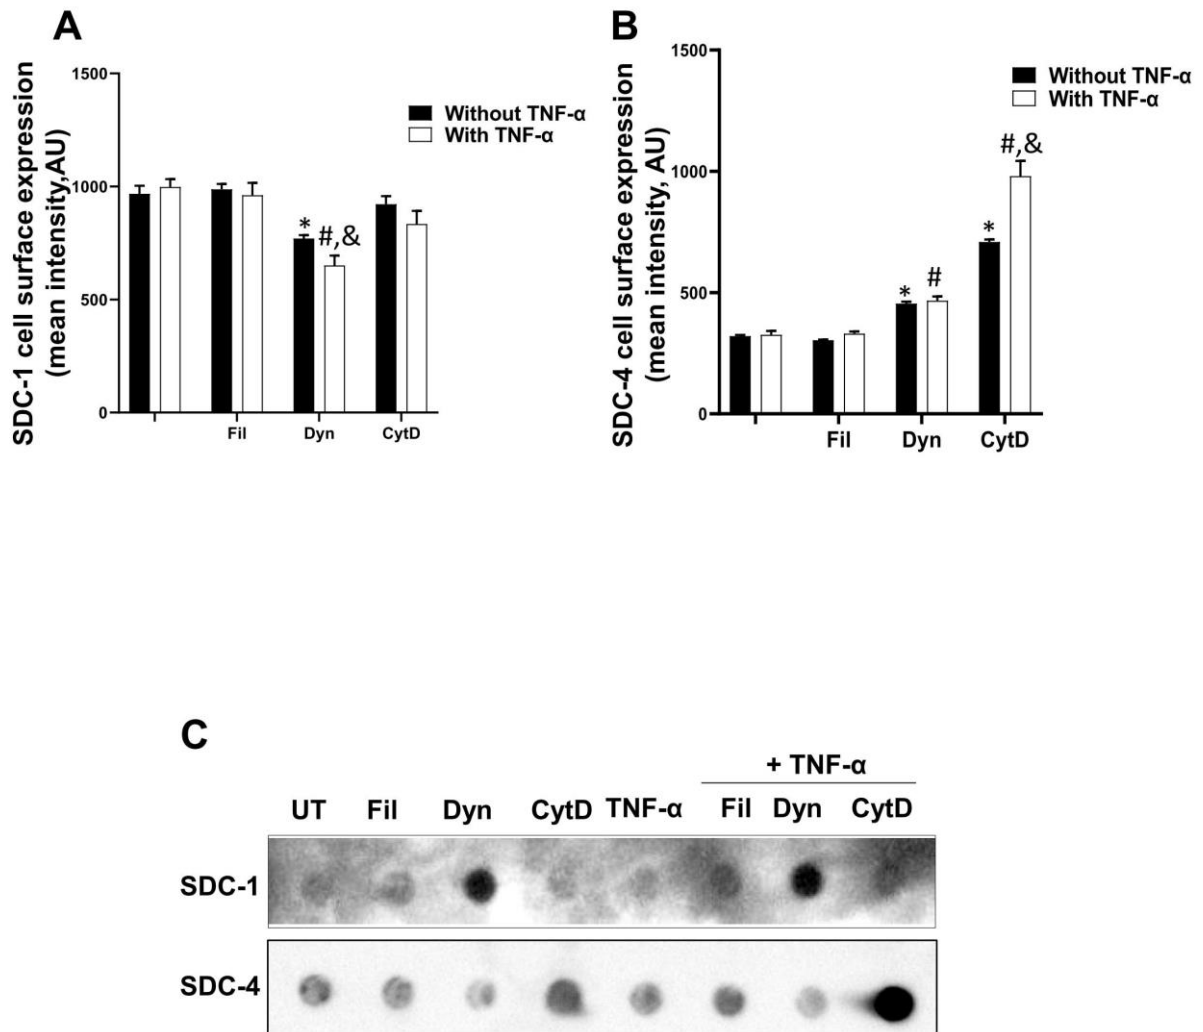 A
SDC-1 cell surface expression
(mean intensity,AU)
1500
1000
500
0
Without TNF-α
With TNF-α
*
#,&
Fil
Dyn
CytD
B
SDC-4 cell surface expression
(mean intensity, AU)
1500
1000
500
0
Without TNF-α
With TNF-α
*
#
*
#,&
Fil
Dyn
CytD
C
+ TNF-α
UT Fil Dyn CytD TNF-α Fil Dyn CytD
SDC-1
SDC-4